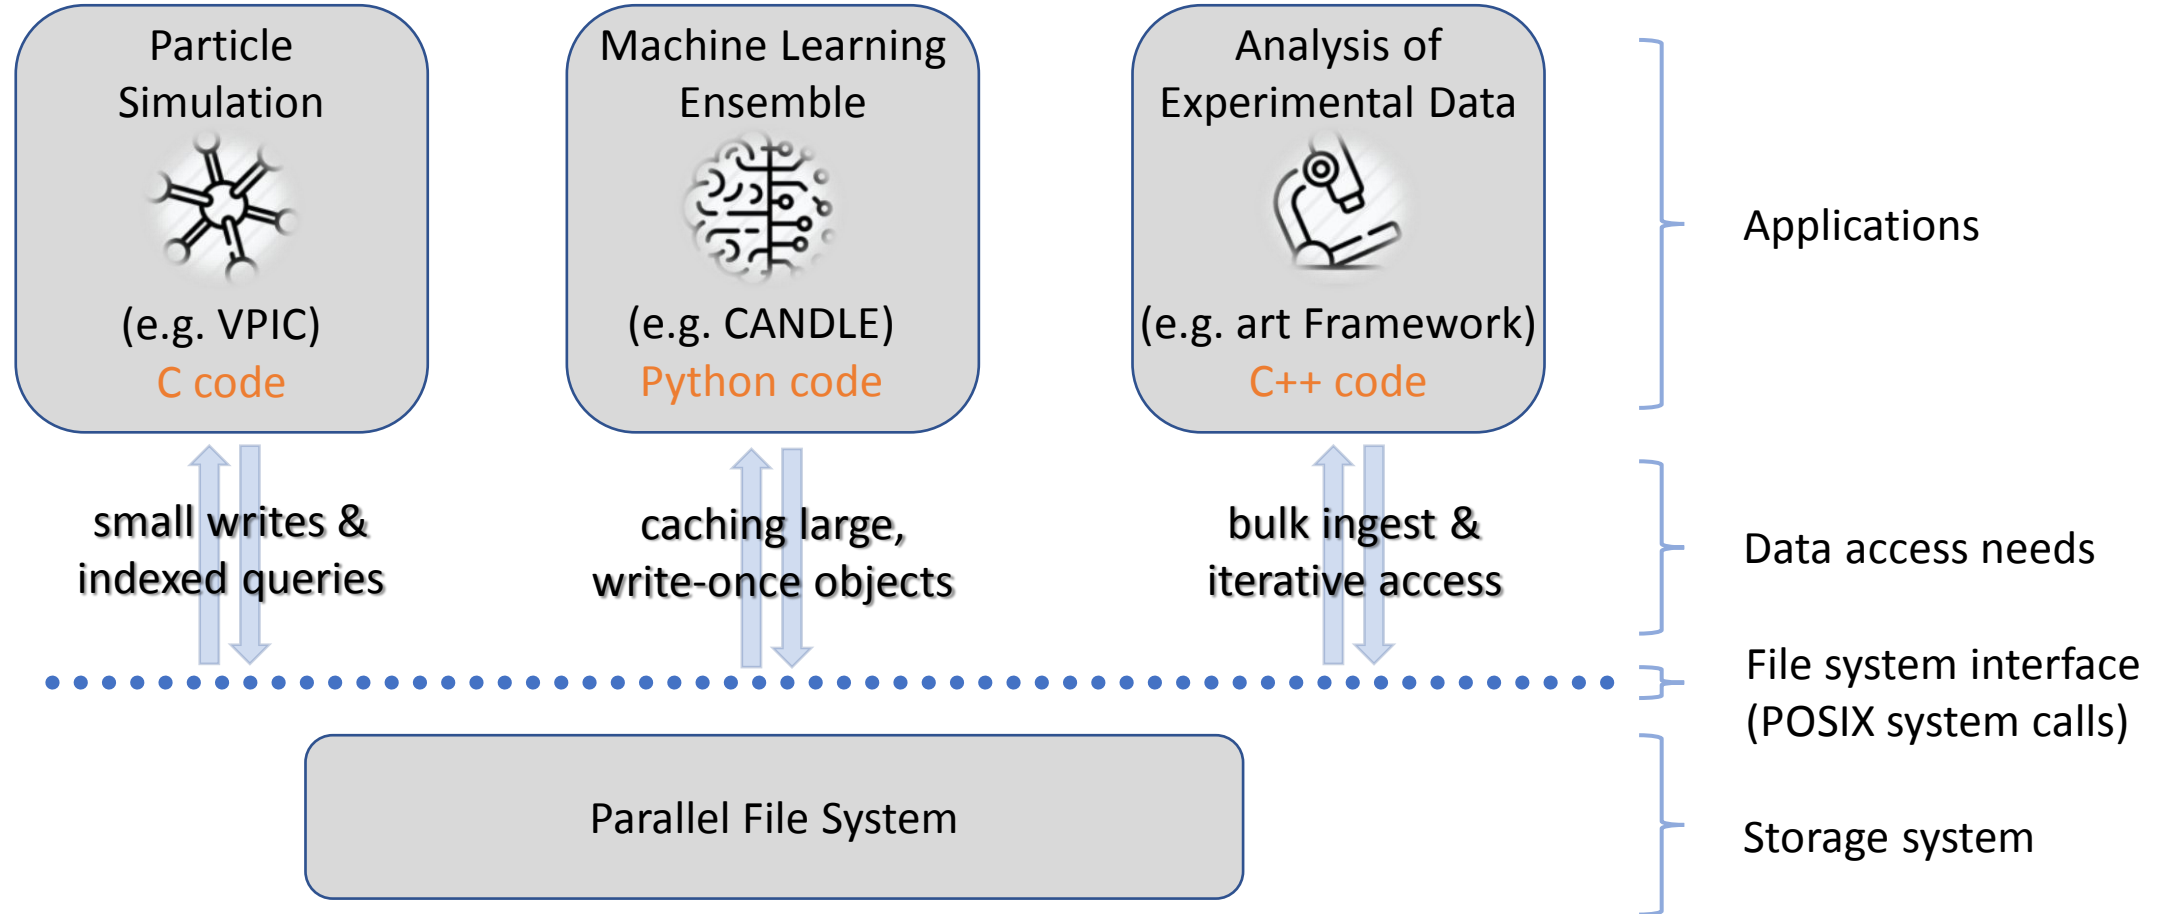 Particle
Simulation
(e.g. VPIC)
C code
Machine Learning
Ensemble
(e.g. CANDLE)
Python code
Analysis of
Experimental Data
(e.g. art Framework)
C++ code
Applications
small writes &
indexed queries
caching large,
write-once objects
bulk ingest &
iterative access
Data access needs
File system interface
(POSIX system calls)
Parallel File System
Storage system